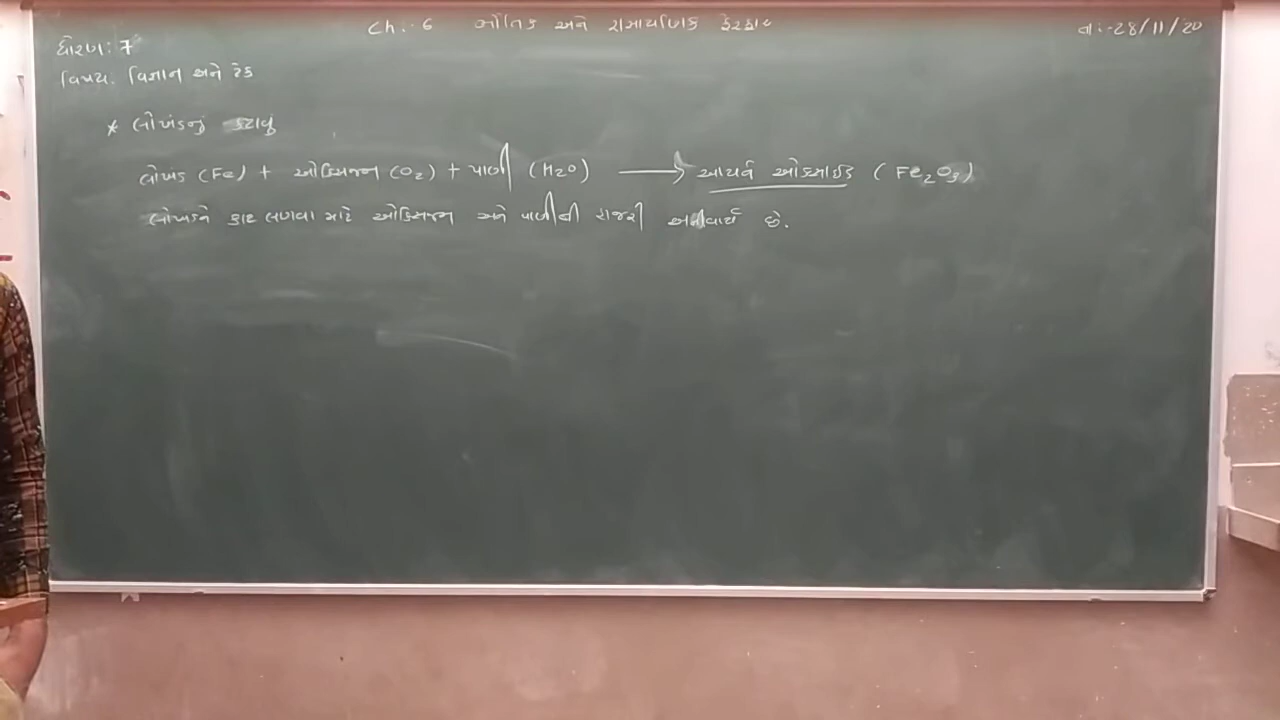 Ch:- 6 ભૌતિક અને રાસાયણિક ફેરફાર
તા:-28/11/20
ધોરણ: 7
વિષય. વિજ્ઞાન અને ટેક
* લોખંડનું કટાવું
લોખંડ (Fe) + ઓક્સિજન (O₂) + પાણી (H₂O) ⟶ આયર્ન ઓક્સાઇડ (Fe₂O₃)
લોખંડને કાટ લાગવા માટે ઓક્સિજન અને પાણીની હાજરી અનીવાર્ય છે.